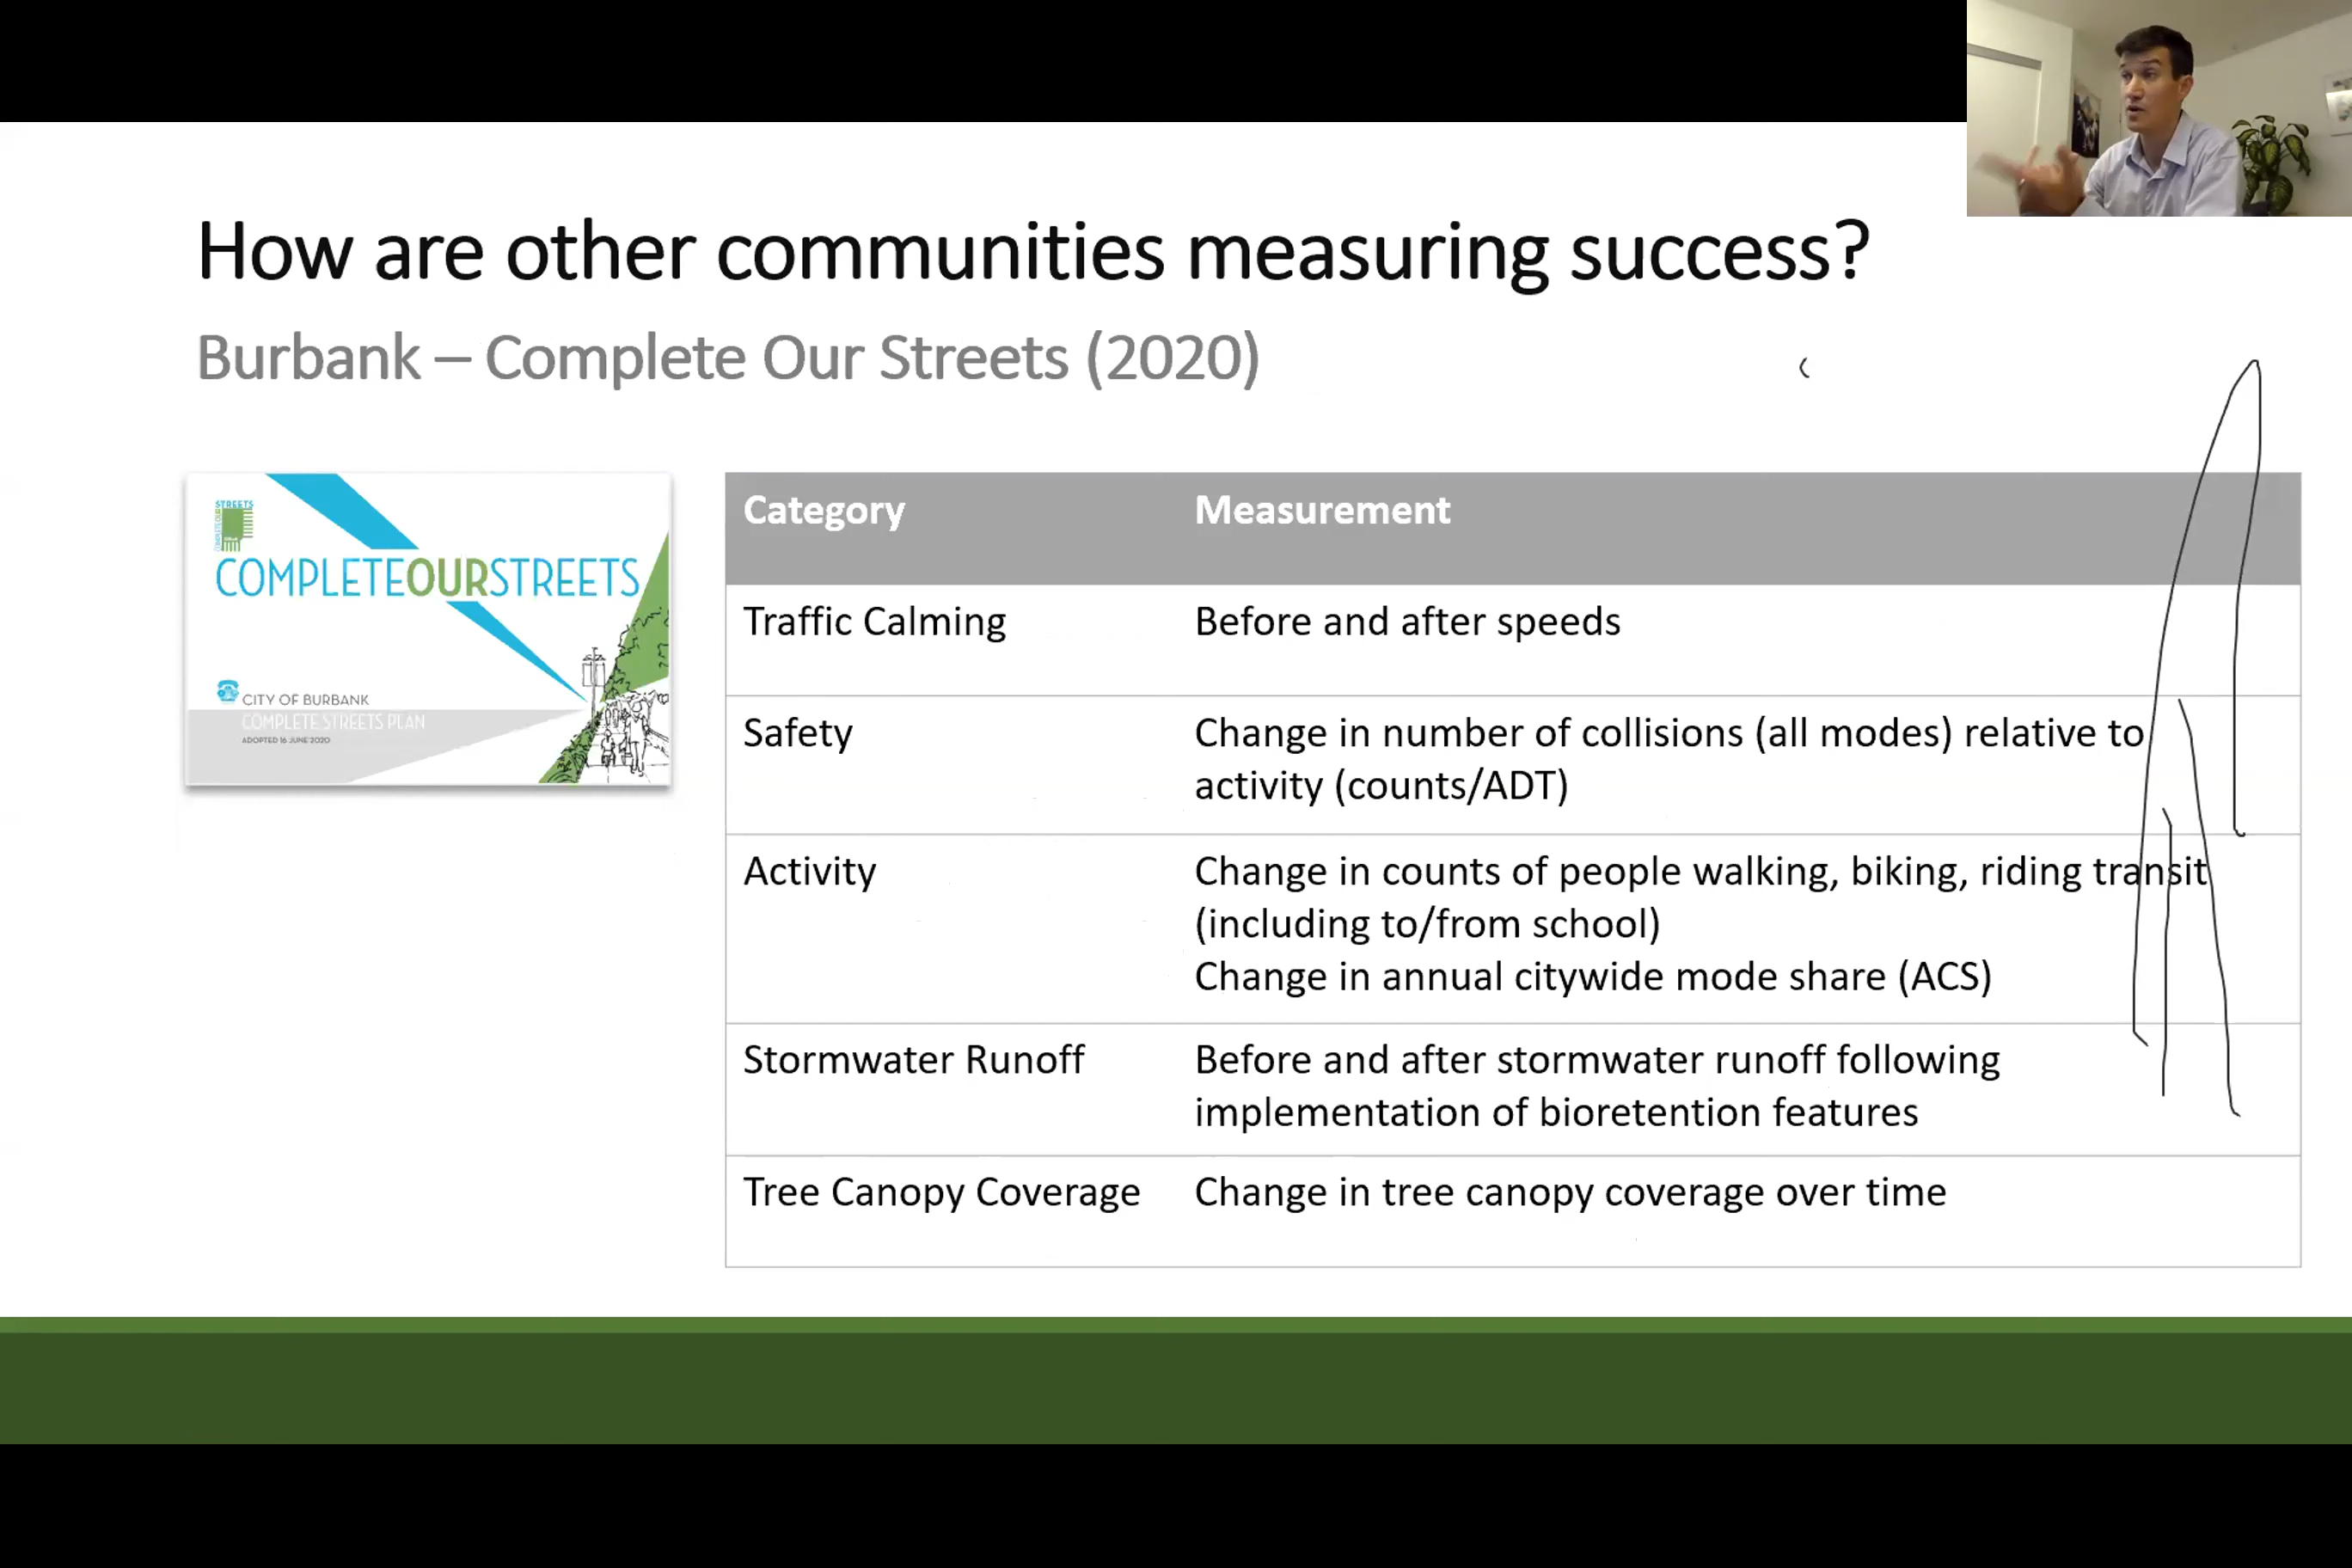 How are other communities measuring success?
Burbank – Complete Our Streets (2020)
STREETS
COMPLETEOURSTREETS
CITY OF BURBANK
COMPLETE STREETS PLAN
ADOPTED 16 JUNE 2020
Category Measurement
Traffic Calming Before and after speeds
Safety Change in number of collisions (all modes) relative to
activity (counts/ADT)
Activity Change in counts of people walking, biking, riding transit
(including to/from school)
Change in annual citywide mode share (ACS)
Stormwater Runoff Before and after stormwater runoff following
implementation of bioretention features
Tree Canopy Coverage Change in tree canopy coverage over time